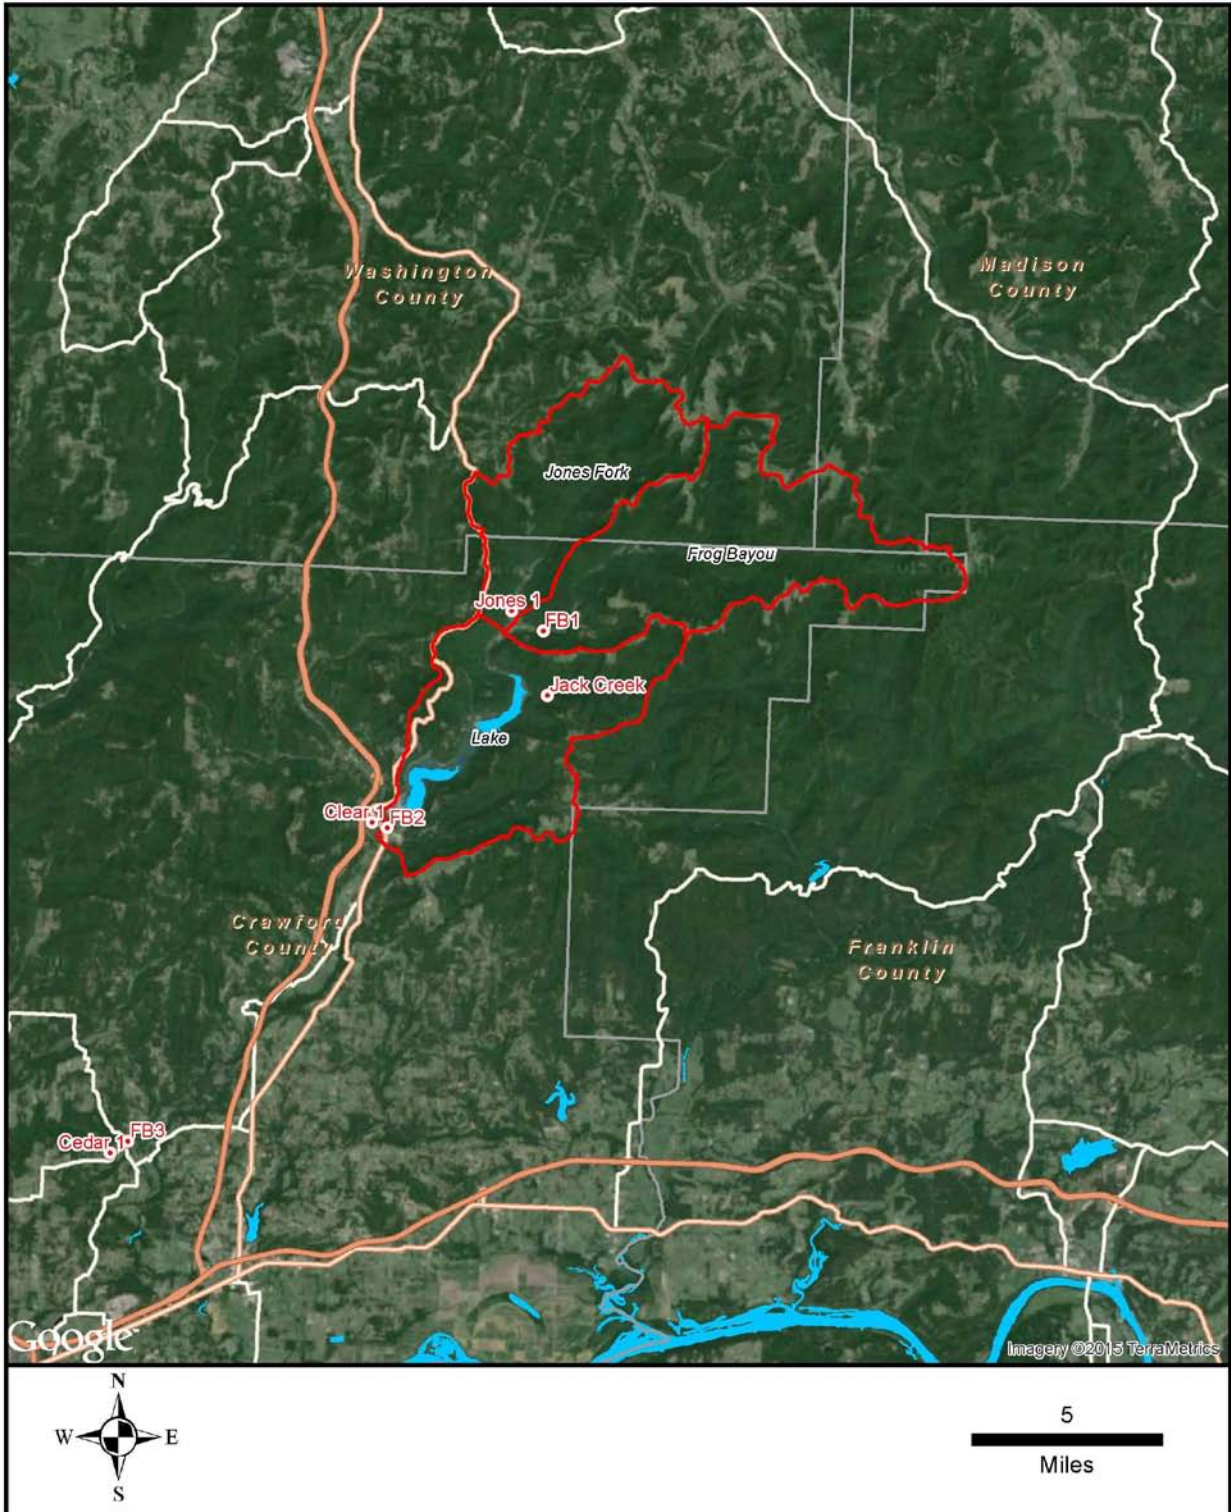 Washington
County
Madison
County
Jones Fork
Frog Bayou
Jones 1
FB1
Jack Creek
Lake
Clear 1
FB2
Crawford
County
Franklin
County
FB3
Cedar 1
Google
Imagery ©2015 TerraMetrics
N
W E
S
5
Miles